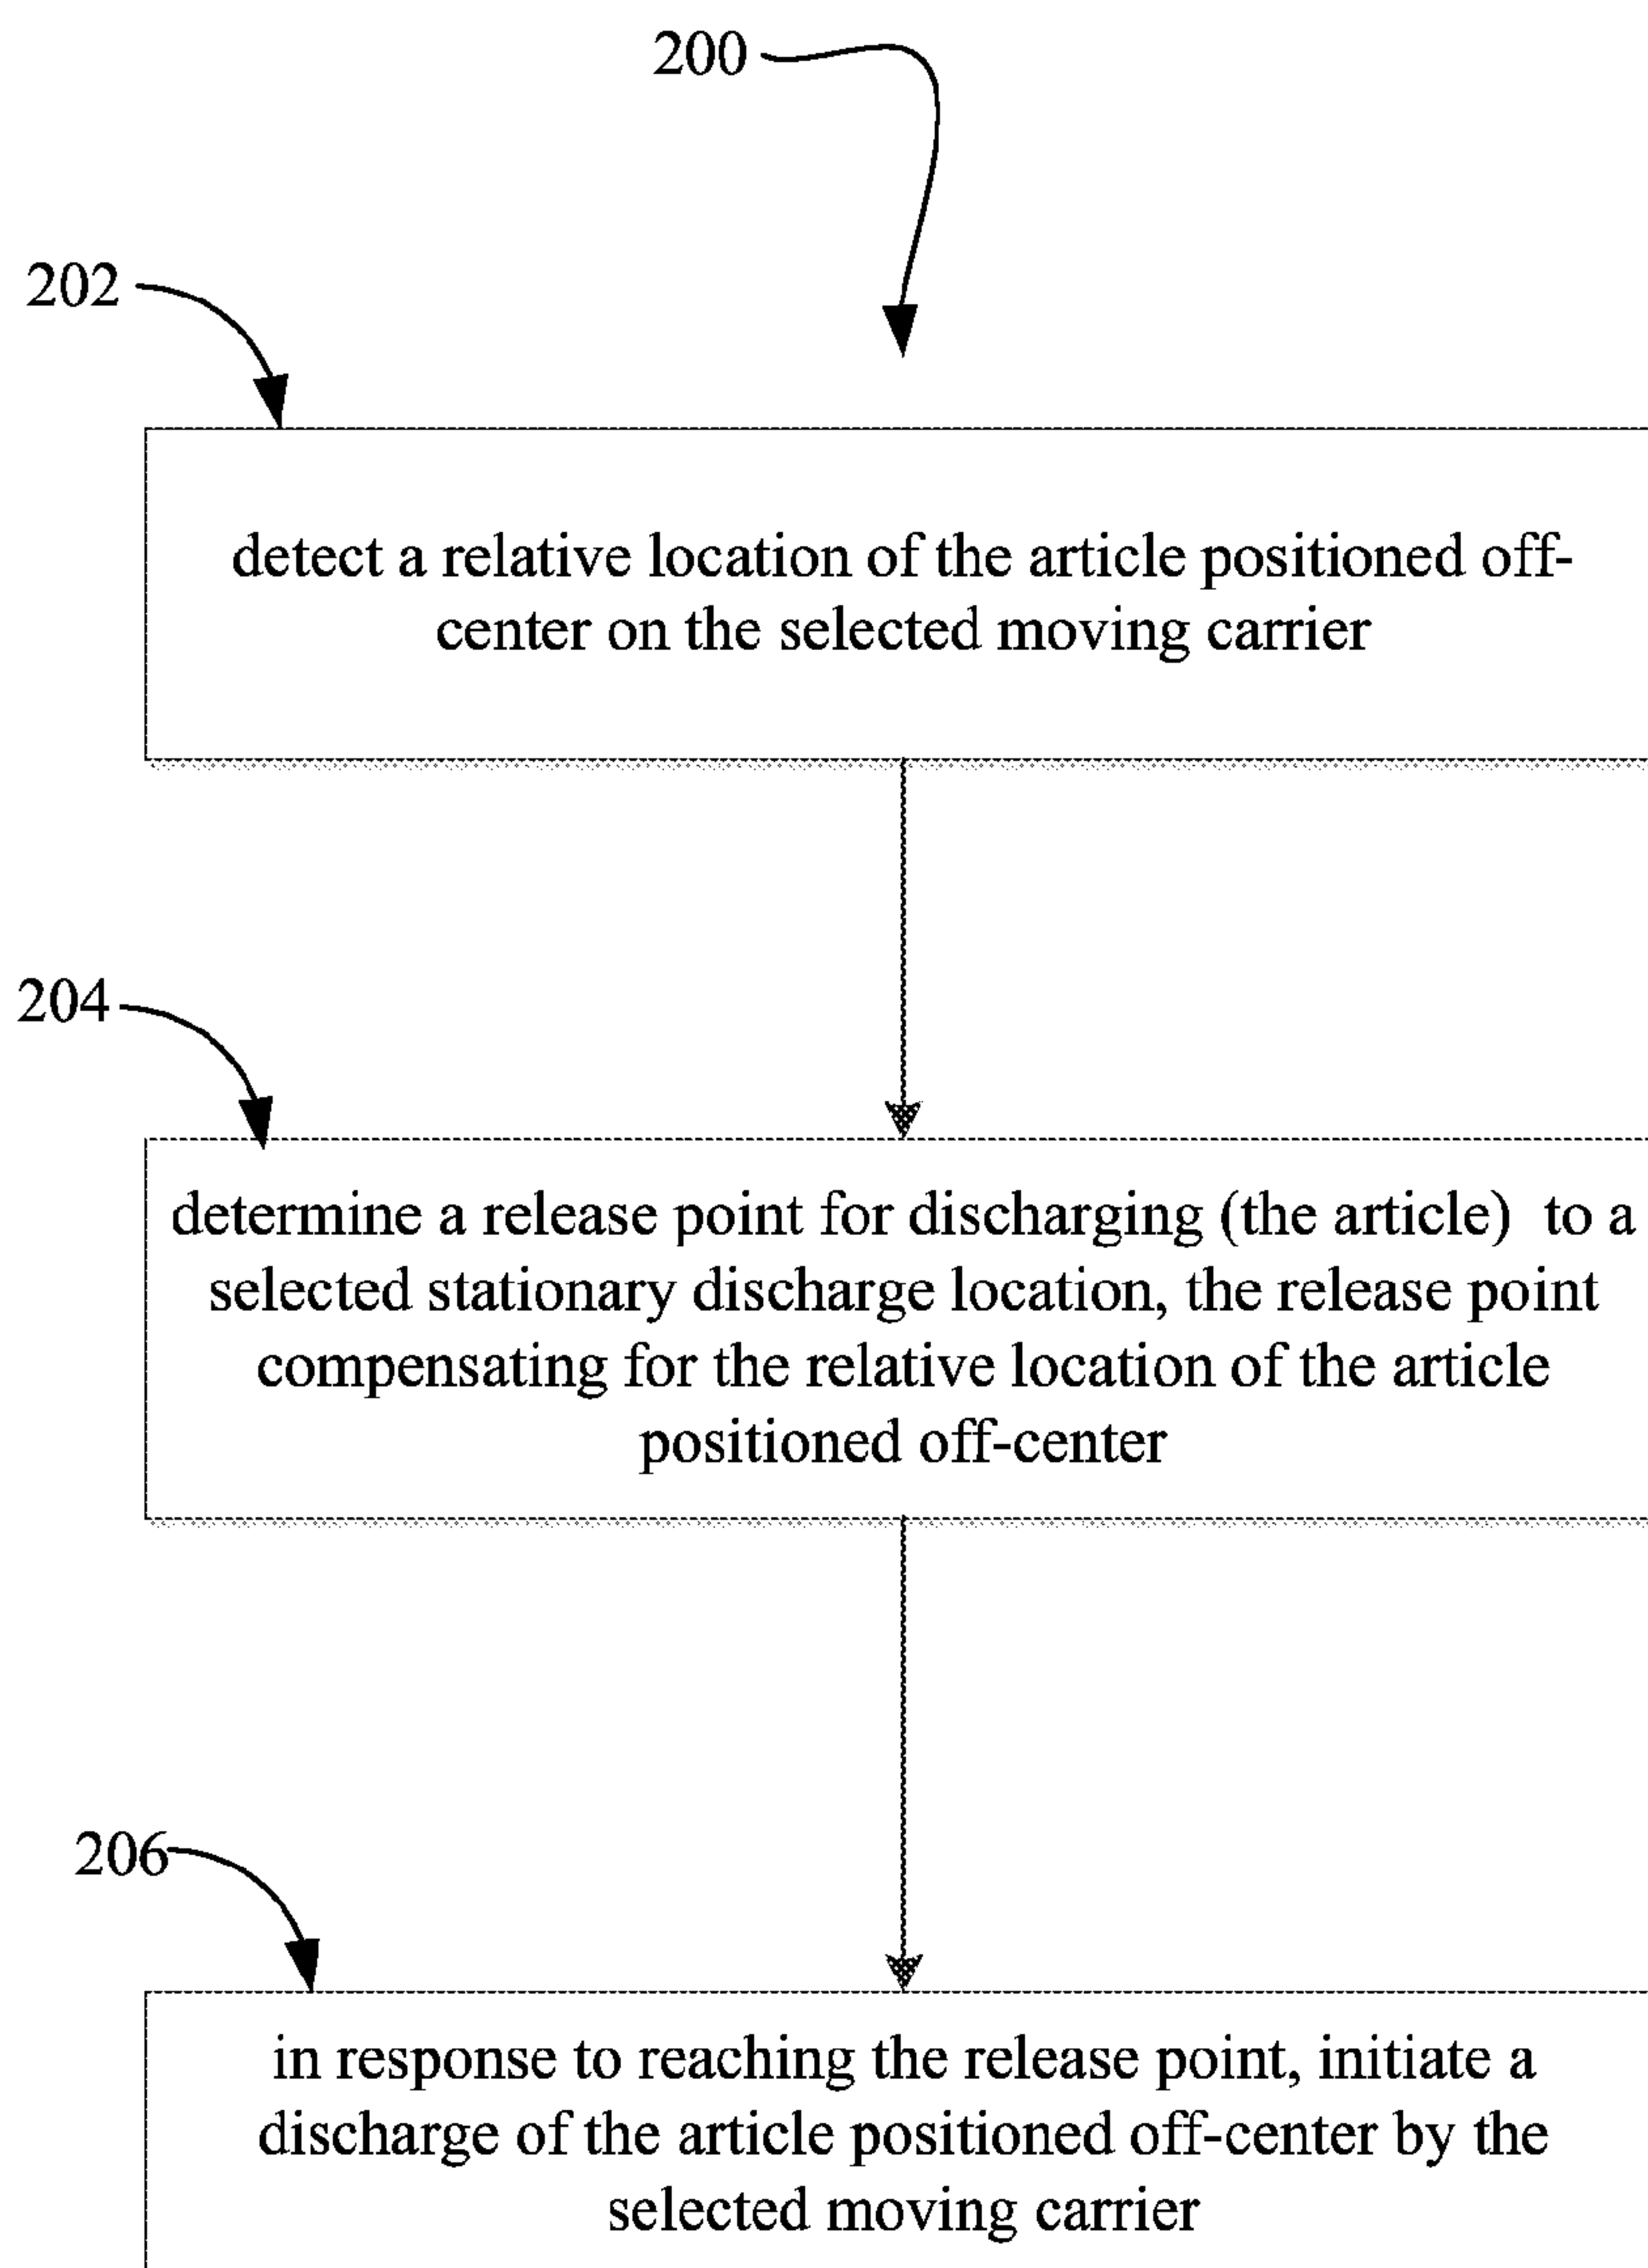 200
202
detect a relative location of the article positioned off-
center on the selected moving carrier
204
determine a release point for discharging (the article) to a
selected stationary discharge location, the release point
compensating for the relative location of the article
positioned off-center
206
in response to reaching the release point, initiate a
discharge of the article positioned off-center by the
selected moving carrier